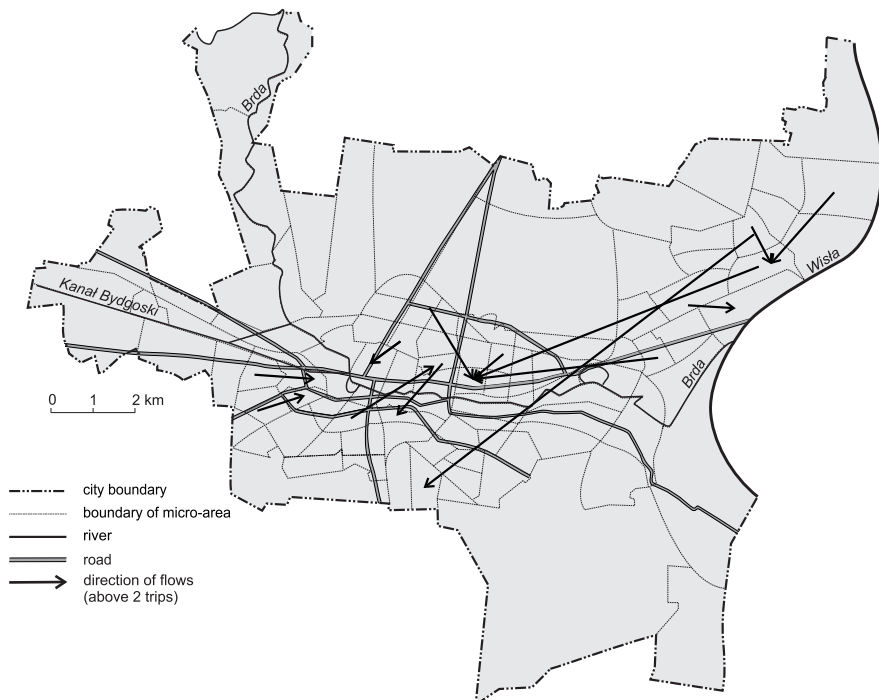 Brda
Wisła
Kanał Bydgoski
Brda
0 1 2 km
city boundary
boundary of micro-area
river
road
direction of flows
(above 2 trips)